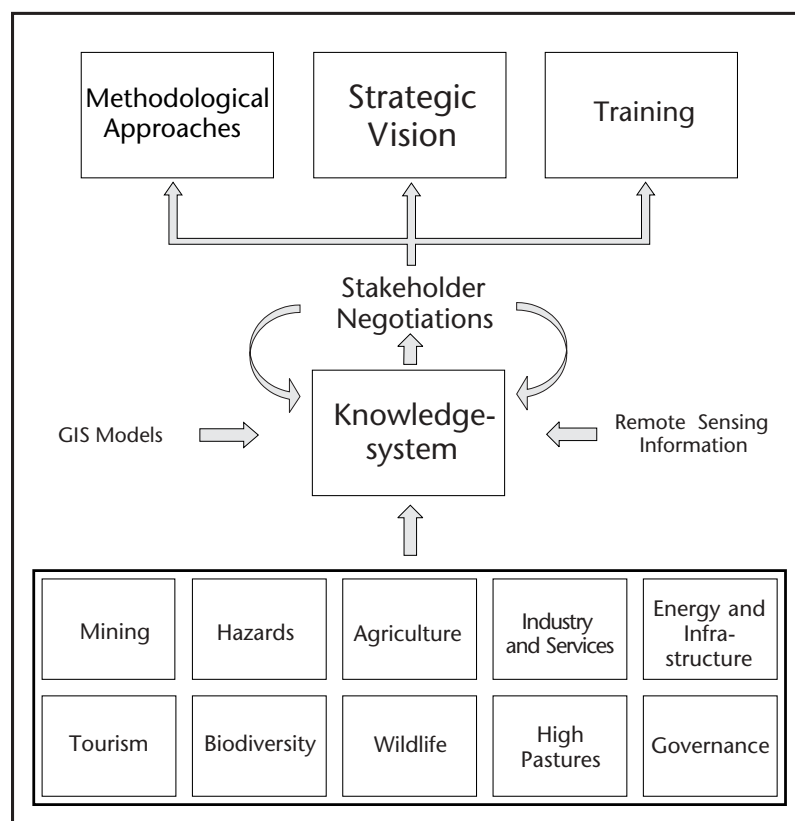 Methodological
Approaches
Strategic
Vision
Training
Stakeholder
Negotiations
GIS Models
Knowledge-
system
Remote Sensing
Information
Mining
Hazards
Agriculture
Industry
and Services
Energy and
Infra-
structure
Tourism
Biodiversity
Wildlife
High
Pastures
Governance